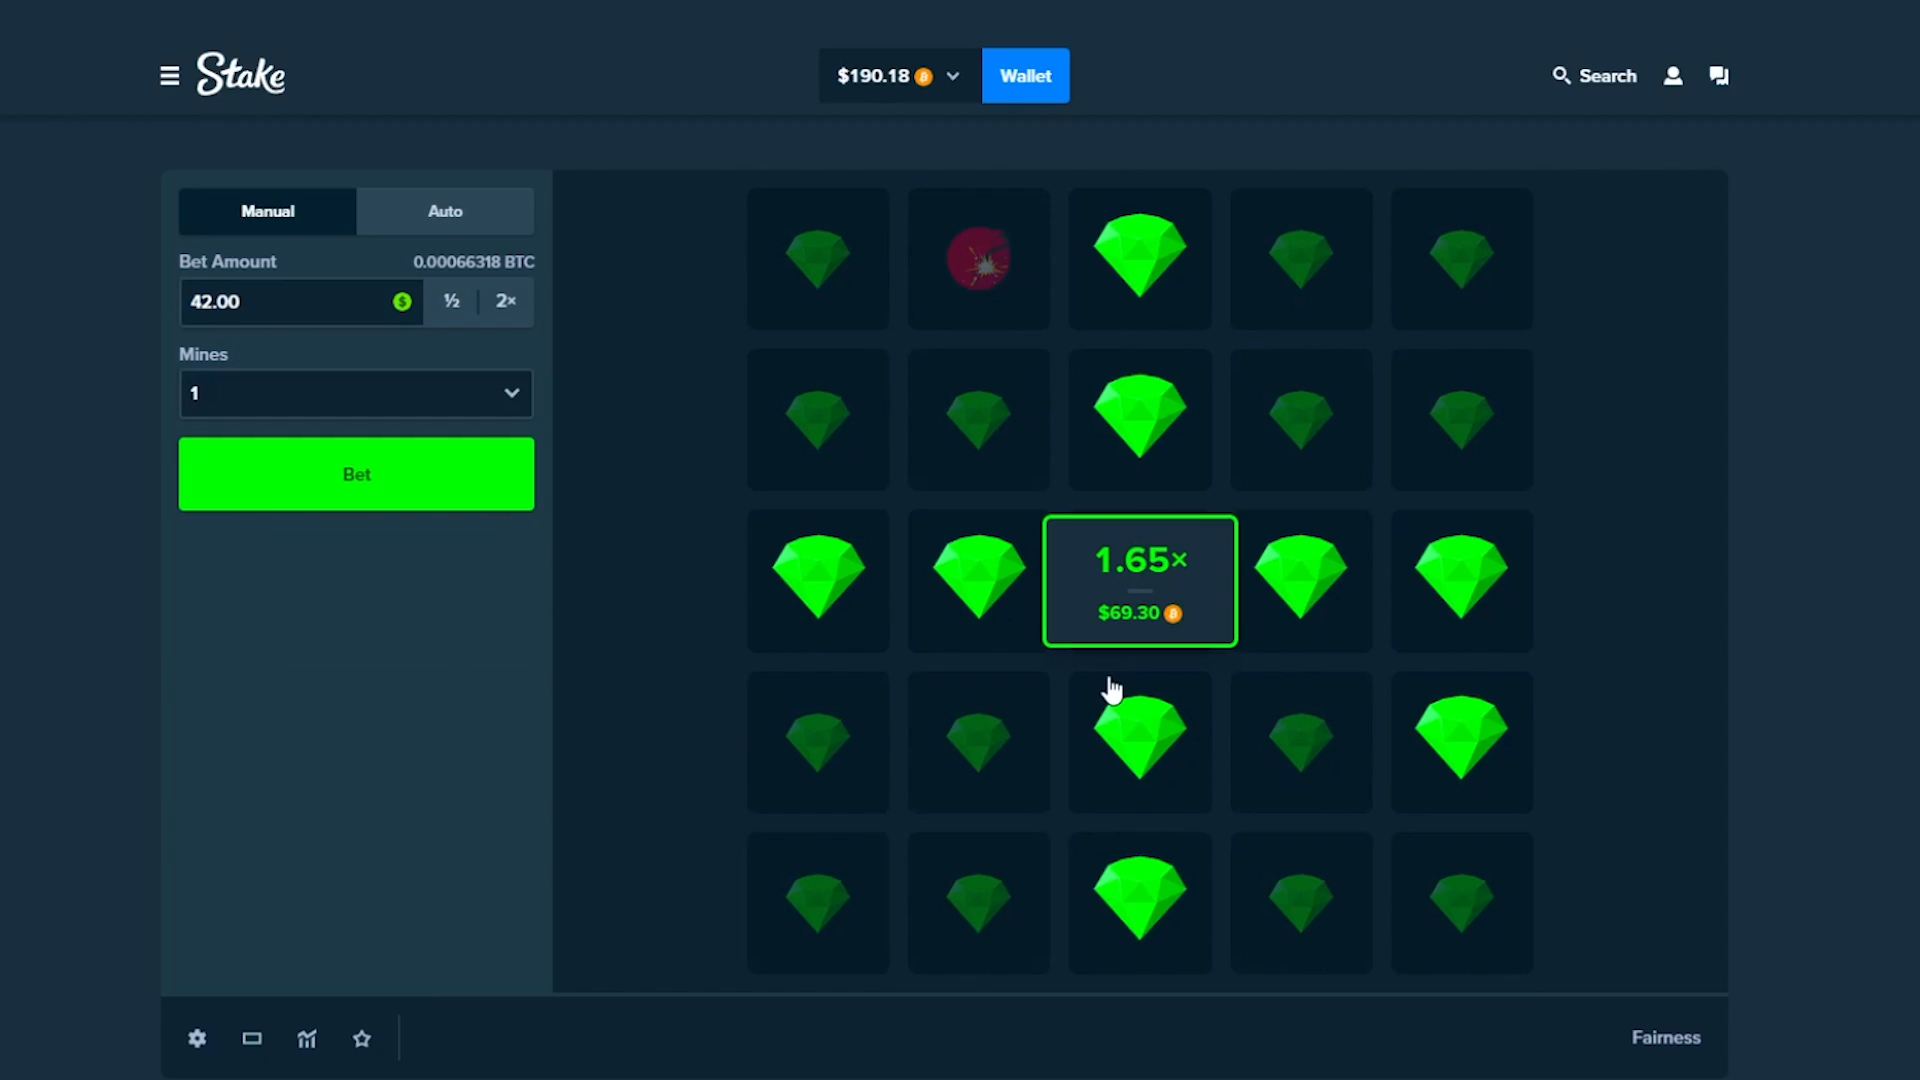 Stake
$190.18
Wallet
Search
Manual
Auto
Bet Amount
0.00066318 BTC
42.00
½
2×
Mines
1
Bet
1.65×
$69.30
Fairness